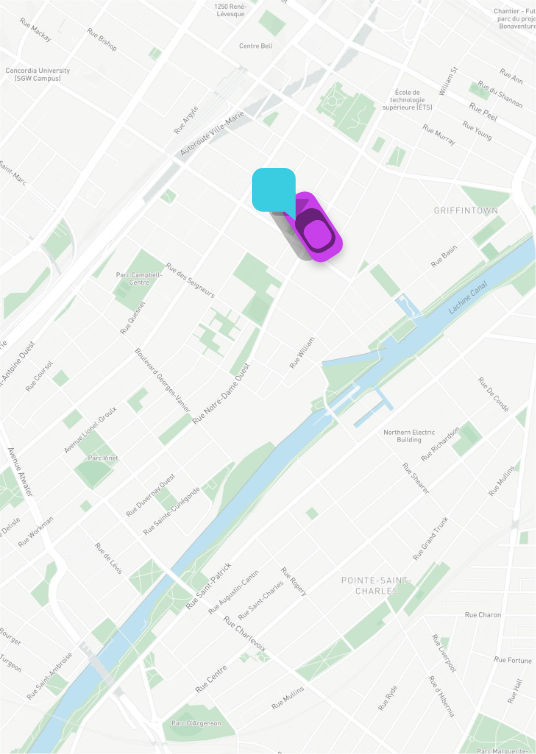 1250 René-
Lévesque
Chantier - Fut
parc du proje
Bonaventure
Rue Mackay
Rue Bishop
Centre Bell
Concordia University
(SGW Campus)
William St
Rue Ann
Rue du Shannon
École de
technologie
supérieure (ETS)
Rue Peel
Rue Argyle
Autoroute Ville-Marie
Rue Murray
Rue Young
Saint-Marc
GRIFFINTOWN
Rue Basin
Parc Campbell-
Centre
Rue des Seigneurs
Lachine Canal
Rue Quesnel
Rue William
t-Antoine Ouest
Rue Coursol
Boulevard Georges-Vanier
Rue Notre-Dame Ouest
Rue De Condé
Avenue Lionel-Groulx
Northern Electric
Building
Rue Richardson
Parc Vinet
Avenue Atwater
Rue Shearer
Rue Mullins
Rue Duvernay Ouest
Rue Sainte-Cunégonde
Delisle
Rue Workman
Rue Grand Trunk
Rue de Lévis
Rue Saint-Patrick
Rue Augustin-Cantin
Rue Ropery
Rue Saint-Charles
POINTE-SAINT-
CHARLES
Rue Charlevoix
Rue Charon
Bourget
Turgeon
Rue Saint-Ambroise
Rue Centre
Rue Liverpool
Rue Fortune
Rue Mullins
Rue Ryde
Rue d'Hibernia
Rue Hall
Parc D'Argenson
Parc Marguerite-